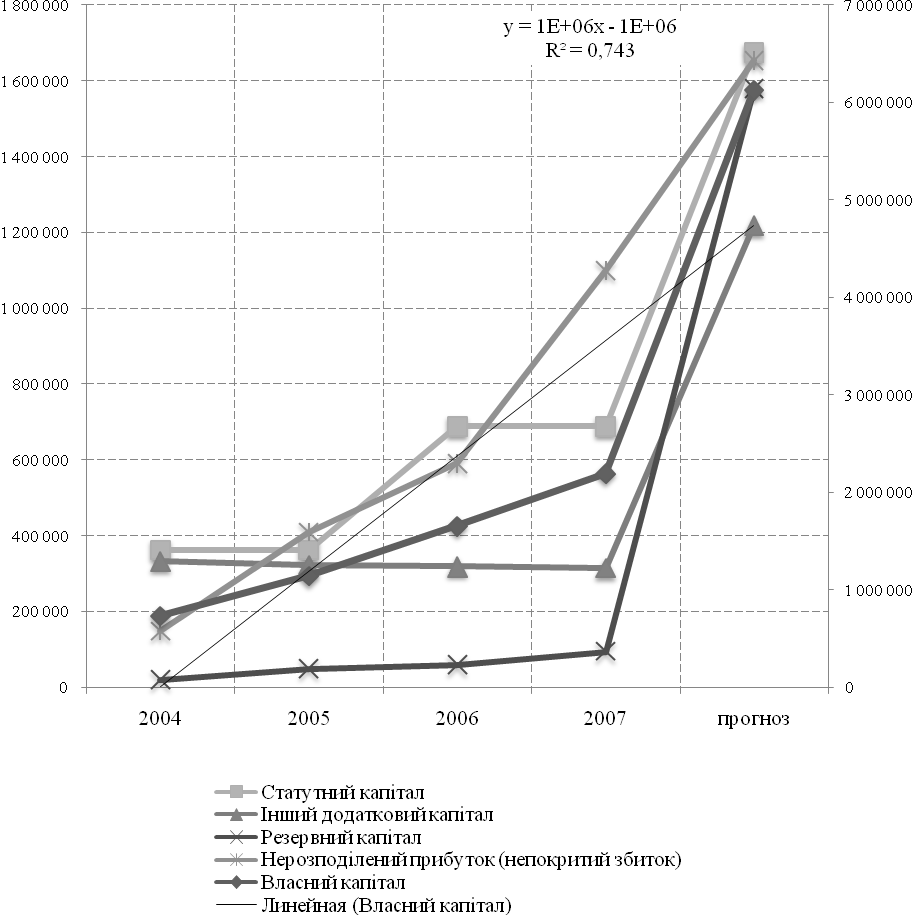 1 800 000
1 600 000
1 400 000
1 200 000
1 000 000
800 000
600 000
400 000
200 000
0
y = 1E+06x - 1E+06
R² = 0,743
7 000 000
6 000 000
5 000 000
4 000 000
3 000 000
2 000 000
1 000 000
0
2004 2005 2006 2007 прогноз
Статутний капітал
Інший додатковий капітал
Резервний капітал
Нерозподілений прибуток (непокритий збиток)
Власний капітал
Линейная (Власний капітал)